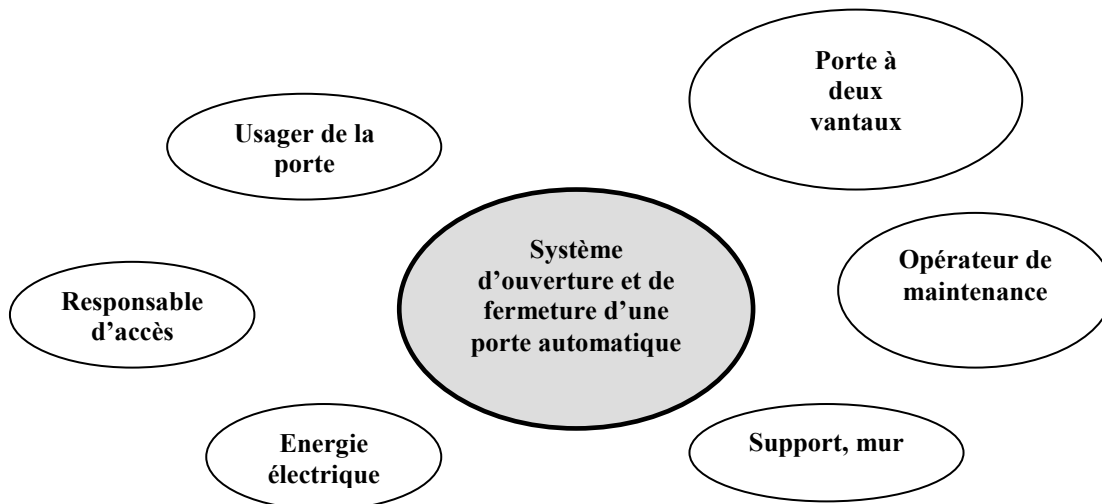 Porte à
deux
vantaux
Usager de la
porte
Système
d’ouverture et de
fermeture d’une
porte automatique
Opérateur de
maintenance
Responsable
d’accès
Energie
électrique
Support, mur